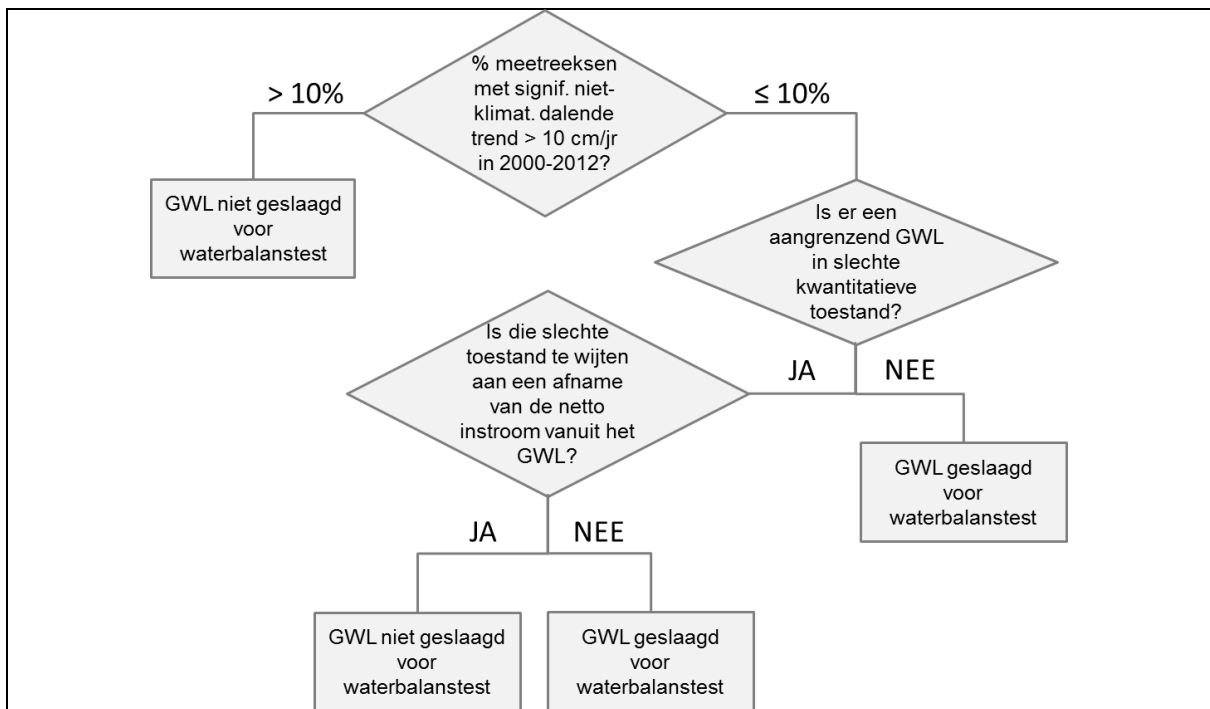 % meetreeksen
met signif. niet-
klimat. dalende
trend > 10 cm/jr
in 2000-2012?
> 10%
≤ 10%
GWL niet geslaagd
voor
waterbalanstest
Is er een
aangrenzend GWL
in slechte
kwantitatieve
toestand?
JA
NEE
Is die slechte
toestand te wijten
aan een afname
van de netto
instroom vanuit het
GWL?
GWL geslaagd
voor
waterbalanstest
JA
NEE
GWL niet geslaagd
voor
waterbalanstest
GWL geslaagd
voor
waterbalanstest